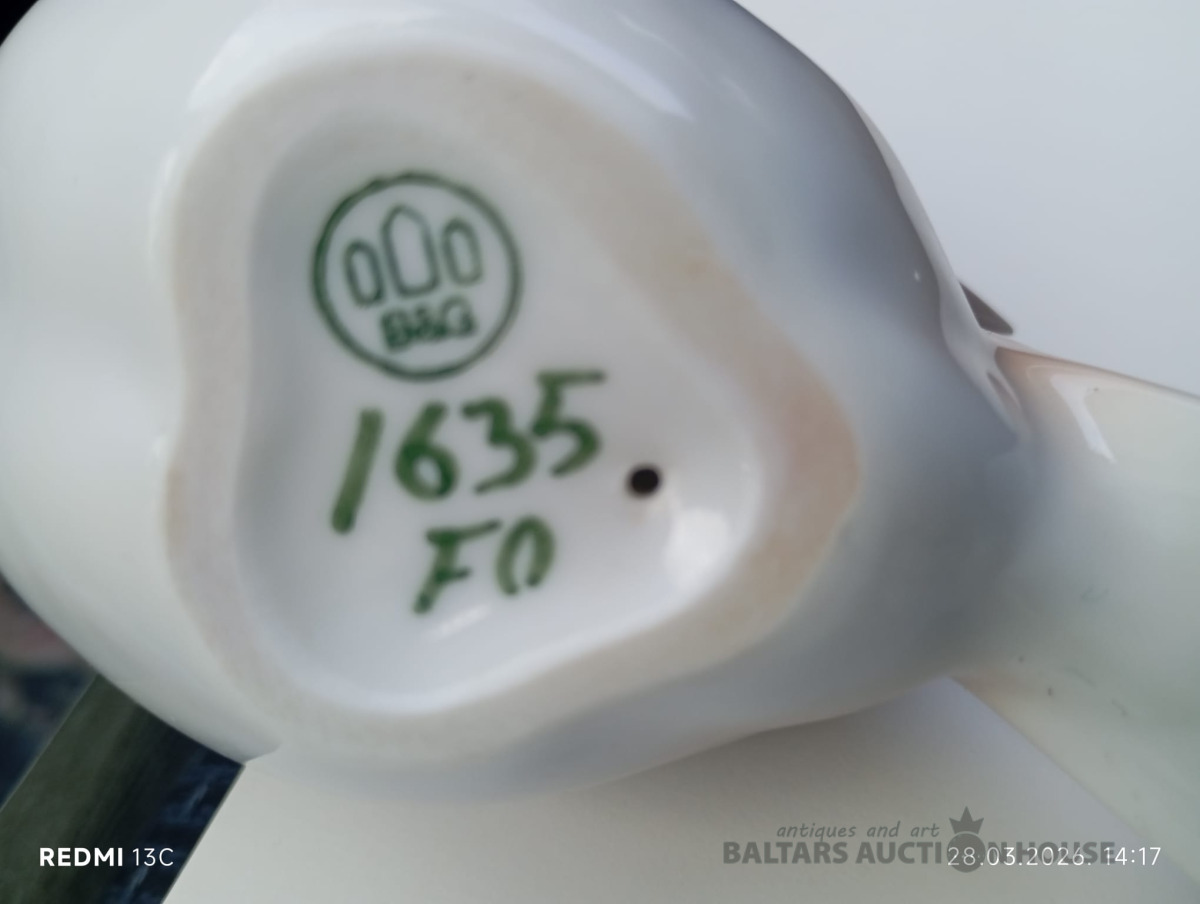 B&G
1635
FO
antiques and art
BALTARS AUCTION HOUSE
REDMI 13C
28.03.2026. 14:17